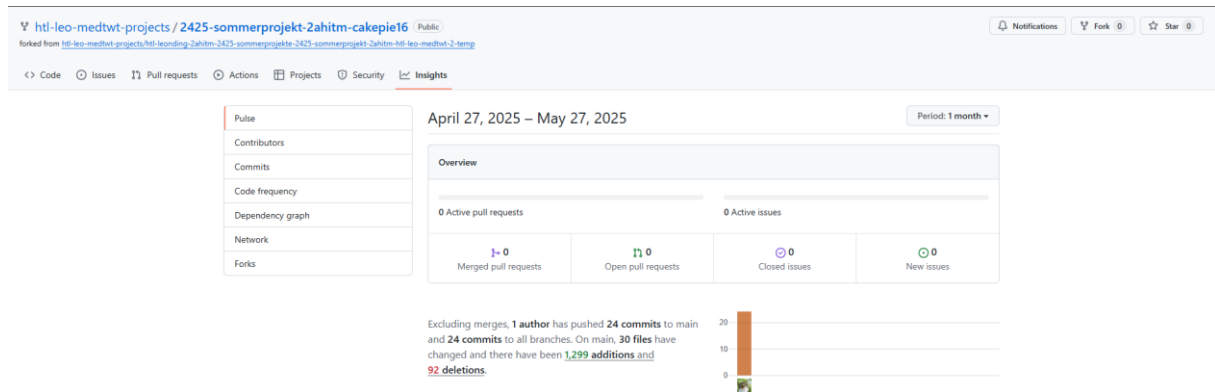 htl-leo-medtwt-projects / 2425-sommerprojekt-2ahitm-cakepie16 Public
Notifications Fork 0 Star 0
forked from htl-leo-medtwt-projects/htl-leonding-2ahitm-2425-sommerprojekte-2425-sommerprojekt-2ahitm-htl-leo-medtwt-2-temp
<> Code Issues Pull requests Actions Projects Security Insights
Pulse
Contributors
Commits
Code frequency
Dependency graph
Network
Forks
April 27, 2025 – May 27, 2025
Period: 1 month
Overview
0 Active pull requests
0 Active issues
0
Merged pull requests
0
Open pull requests
0
Closed issues
0
New issues
Excluding merges, 1 author has pushed 24 commits to main
and 24 commits to all branches. On main, 30 files have
changed and there have been 1,299 additions and
92 deletions.
20
10
0